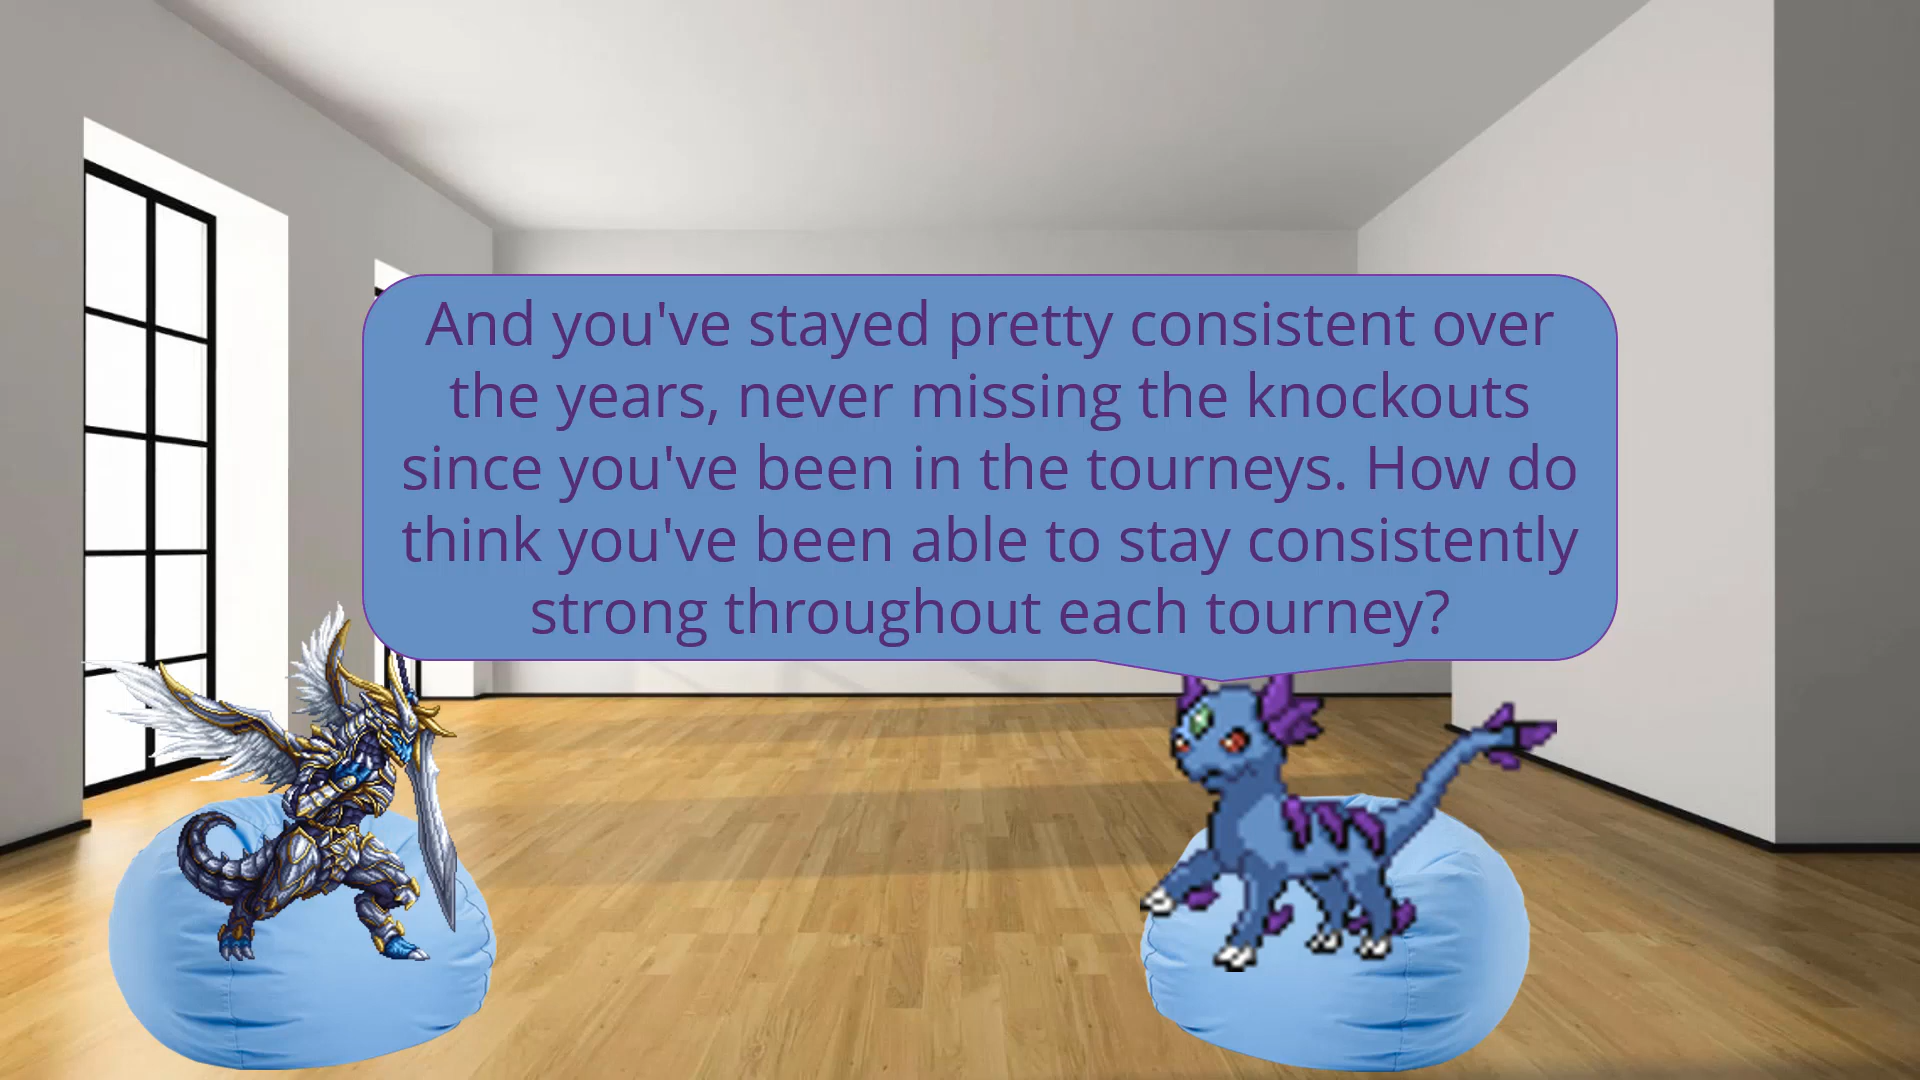 And you've stayed pretty consistent over
the years, never missing the knockouts
since you've been in the tourneys. How do
think you've been able to stay consistently
strong throughout each tourney?